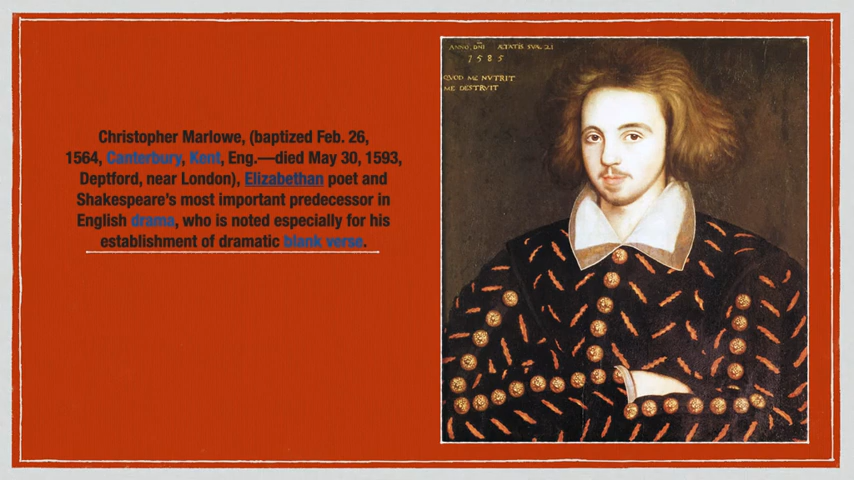 Christopher Marlowe, (baptized Feb. 26,
1564, Canterbury, Kent, Eng.—died May 30, 1593,
Deptford, near London), Elizabethan poet and
Shakespeare's most important predecessor in
English drama, who is noted especially for his
establishment of dramatic blank verse.
ANNO DNI ÆTATIS SVÆ 21
1585
QVOD ME NVTRIT
ME DESTRVIT